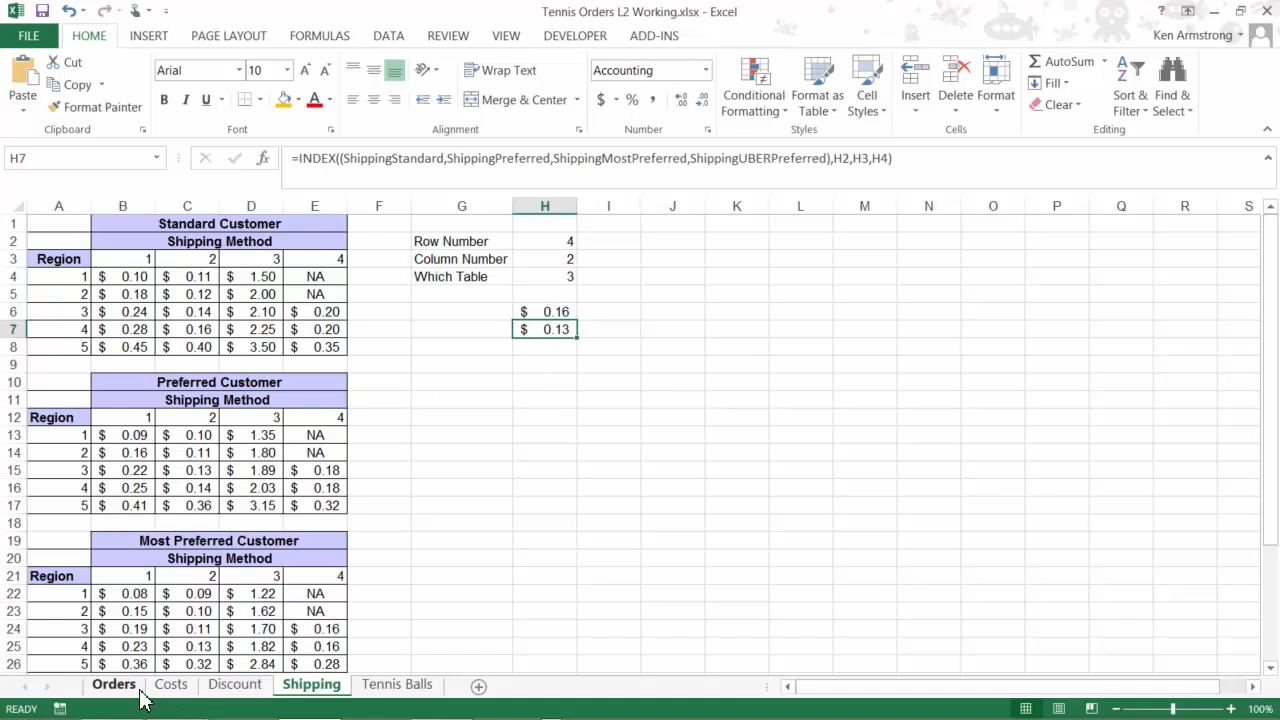 Tennis Orders L2 Working.xlsx - Excel
FILE HOME INSERT PAGE LAYOUT FORMULAS DATA REVIEW VIEW DEVELOPER ADD-INS Ken Armstrong
Paste
Cut
Copy
Format Painter
Clipboard
Arial 10
B I U
Font
Wrap Text
Merge & Center
Alignment
Accounting
$ % ,
Number
Conditional Formatting
Format as Table
Cell Styles
Styles
Insert Delete Format
Cells
AutoSum
Fill
Clear
Sort & Filter
Find & Select
Editing
H7 =INDEX((ShippingStandard,ShippingPreferred,ShippingMostPreferred,ShippingUBERPreferred),H2,H3,H4)
A B C D E F G H I J K L M N O P Q R S
1 Standard Customer
2 Shipping Method Row Number 4
3 Region 1 2 3 4 Column Number 2
4 1 $ 0.10 $ 0.11 $ 1.50 NA Which Table 3
5 2 $ 0.18 $ 0.12 $ 2.00 NA
6 3 $ 0.24 $ 0.14 $ 2.10 $ 0.20 $ 0.16
7 4 $ 0.28 $ 0.16 $ 2.25 $ 0.20 $ 0.13
8 5 $ 0.45 $ 0.40 $ 3.50 $ 0.35
9
10 Preferred Customer
11 Shipping Method
12 Region 1 2 3 4
13 1 $ 0.09 $ 0.10 $ 1.35 NA
14 2 $ 0.16 $ 0.11 $ 1.80 NA
15 3 $ 0.22 $ 0.13 $ 1.89 $ 0.18
16 4 $ 0.25 $ 0.14 $ 2.03 $ 0.18
17 5 $ 0.41 $ 0.36 $ 3.15 $ 0.32
18
19 Most Preferred Customer
20 Shipping Method
21 Region 1 2 3 4
22 1 $ 0.08 $ 0.09 $ 1.22 NA
23 2 $ 0.15 $ 0.10 $ 1.62 NA
24 3 $ 0.19 $ 0.11 $ 1.70 $ 0.16
25 4 $ 0.23 $ 0.13 $ 1.82 $ 0.16
26 5 $ 0.36 $ 0.32 $ 2.84 $ 0.28
Orders Costs Discount Shipping Tennis Balls
READY 100%